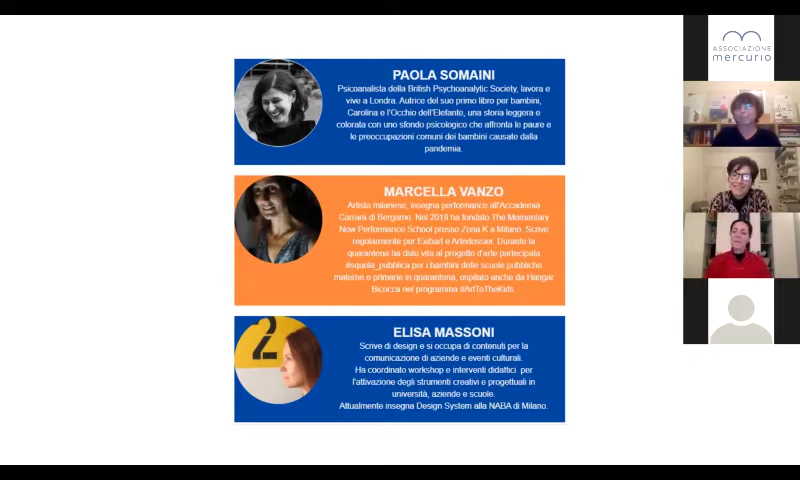 PAOLA SOMAINI
Psicoanalista della British Psychoanalytic Society, lavora e
vive a Londra. Autrice del suo primo libro per bambini,
Carolina e l'Occhio dell'Elefante, una storia leggera e
colorata con uno sfondo psicologico che affronta le paure e
le preoccupazioni comuni dei bambini causate dalla
pandemia.
MARCELLA VANZO
Artista milanese, insegna performance all'Accademia
Carrara di Bergamo. Nel 2019 ha fondato The Momentary
Now Performance School presso Zona K a Milano. Scrive
regolarmente per Exibart e Artedossier. Durante la
quarantena ha dato vita al progetto d'arte partecipata
#squola_pubblica per i bambini delle scuole pubbliche
materne e primarie in quarantena, ospitato anche da Hangar
Bicocca nel programma #ArtToTheKids.
2
ELISA MASSONI
Scrive di design e si occupa di contenuti per la
comunicazione di aziende e eventi culturali.
Ha coordinato workshop e interventi didattici per
l'attivazione degli strumenti creativi e progettuali in
università, aziende e scuole.
Attualmente insegna Design System alla NABA di Milano.
ASSOCIAZIONE
mercurio